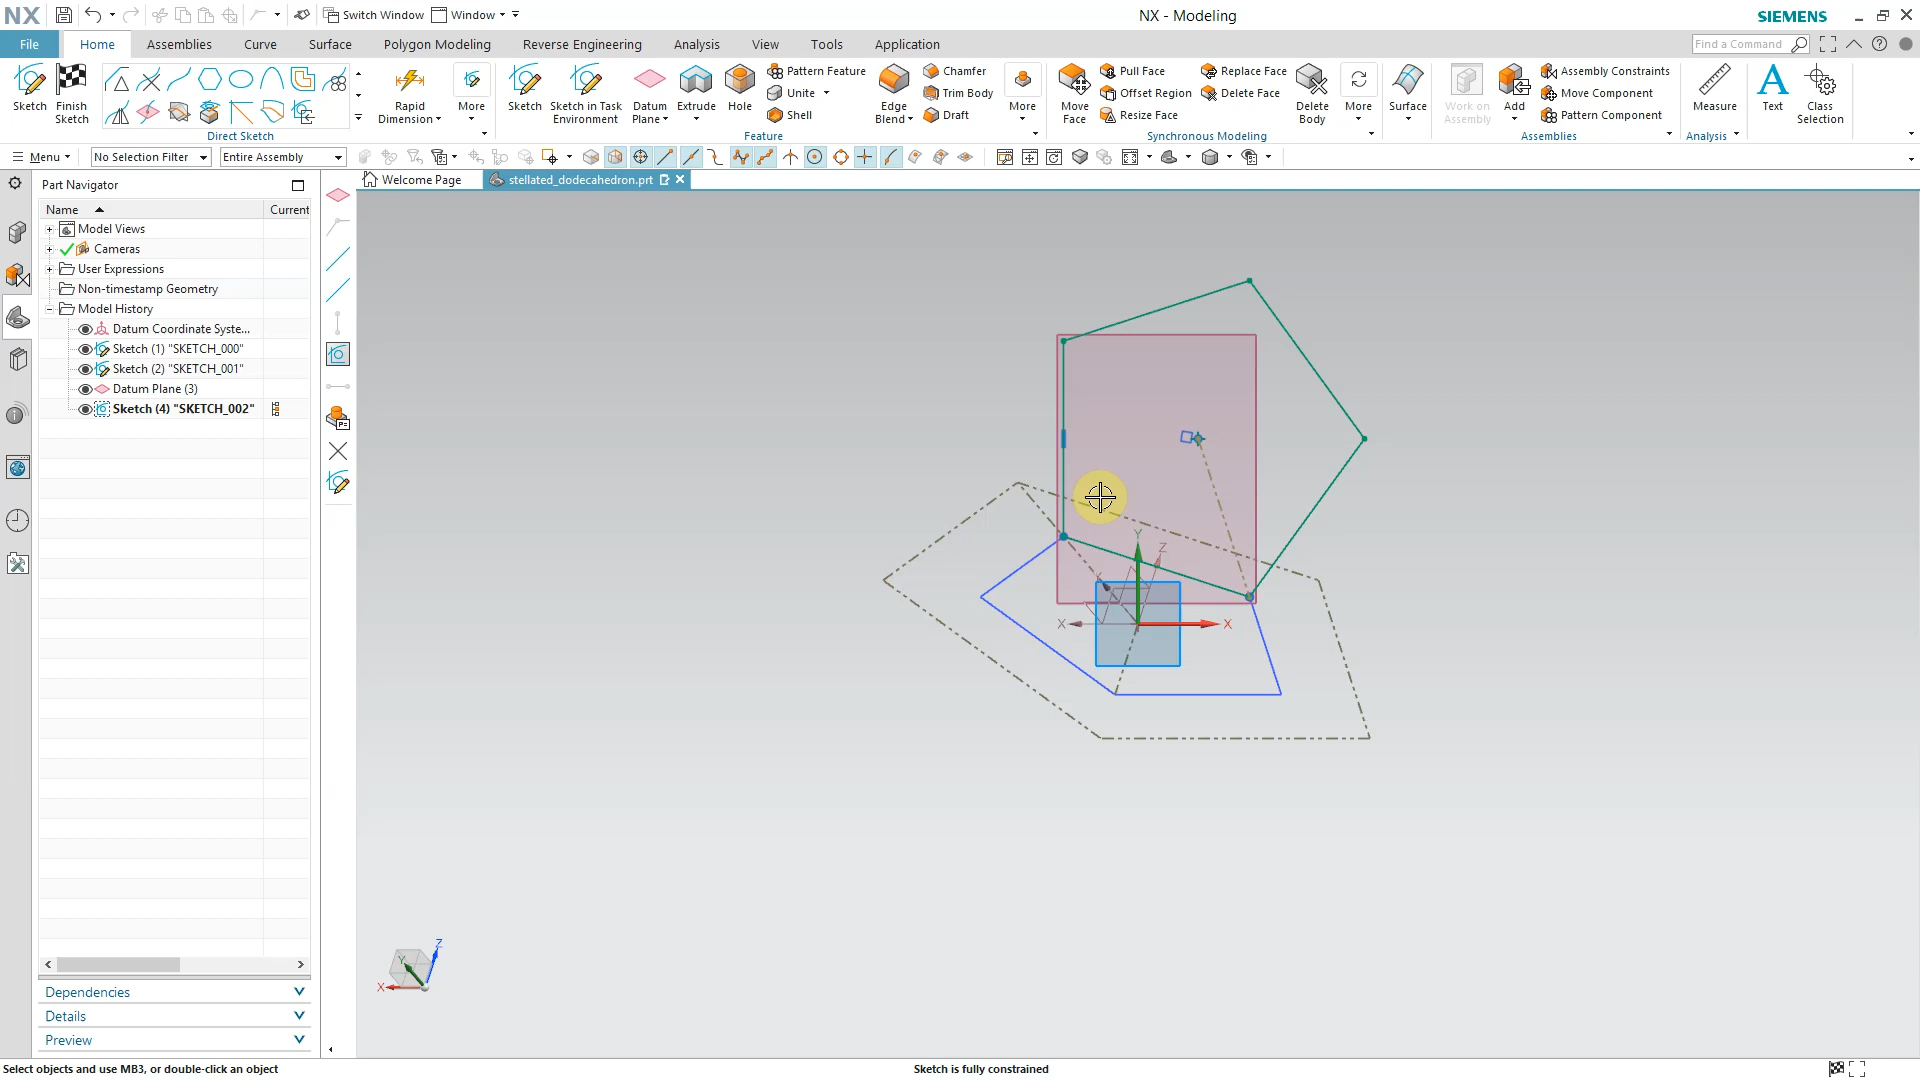 NX
Switch Window
Window
NX - Modeling
SIEMENS
File
Home
Assemblies
Curve
Surface
Polygon Modeling
Reverse Engineering
Analysis
View
Tools
Application
Find a Command
Sketch
Finish
Sketch
Direct Sketch
Rapid
Dimension
More
Sketch
Sketch in Task
Environment
Datum
Plane
Extrude
Hole
Pattern Feature
Unite
Shell
Edge
Blend
Chamfer
Trim Body
Draft
More
Feature
Move
Face
Pull Face
Offset Region
Resize Face
Replace Face
Delete Face
Delete
Body
More
Synchronous Modeling
Surface
Work on
Assembly
Add
Assembly Constraints
Move Component
Pattern Component
Assemblies
Measure
Analysis
Text
Class
Selection
Menu
No Selection Filter
Entire Assembly
Part Navigator
Welcome Page
stellated_dodecahedron.prt
Name
Current
Model Views
Cameras
User Expressions
Non-timestamp Geometry
Model History
Datum Coordinate Syste...
Sketch (1) "SKETCH_000"
Sketch (2) "SKETCH_001"
Datum Plane (3)
Sketch (4) "SKETCH_002"
Y
Z
X
X
Z
Y
X
Dependencies
Details
Preview
Select objects and use MB3, or double-click an object
Sketch is fully constrained